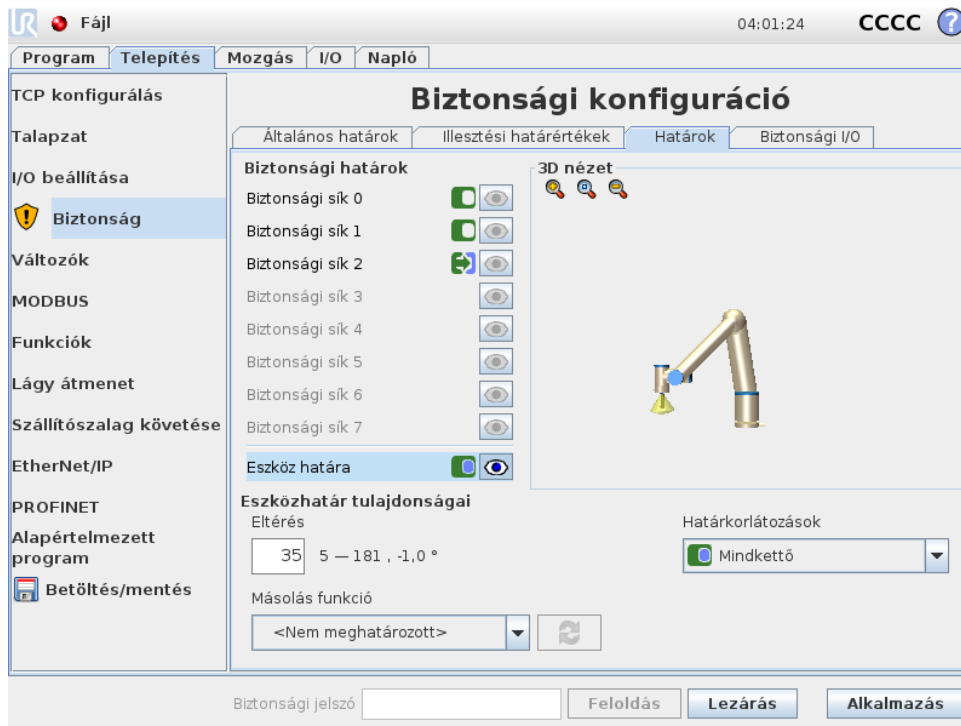 UR Fájl 04:01:24 CCCC ?
Program Telepítés Mozgás I/O Napló
TCP konfigurálás
Talapzat
I/O beállítása
Biztonság
Változók
MODBUS
Funkciók
Lágy átmenet
Szállítószalag követése
EtherNet/IP
PROFINET
Alapértelmezett
program
Betöltés/mentés
Biztonsági konfiguráció
Általános határok Illesztési határértékek Határok Biztonsági I/O
Biztonsági határok
Biztonsági sík 0
Biztonsági sík 1
Biztonsági sík 2
Biztonsági sík 3
Biztonsági sík 4
Biztonsági sík 5
Biztonsági sík 6
Biztonsági sík 7
Eszköz határa
3D nézet
Eszközhatár tulajdonságai
Eltérés
35 5 — 181 , -1,0 °
Határkorlátozások
Mindkettő
Másolás funkció
<Nem meghatározott>
Biztonsági jelszó Feloldás Lezárás Alkalmazás